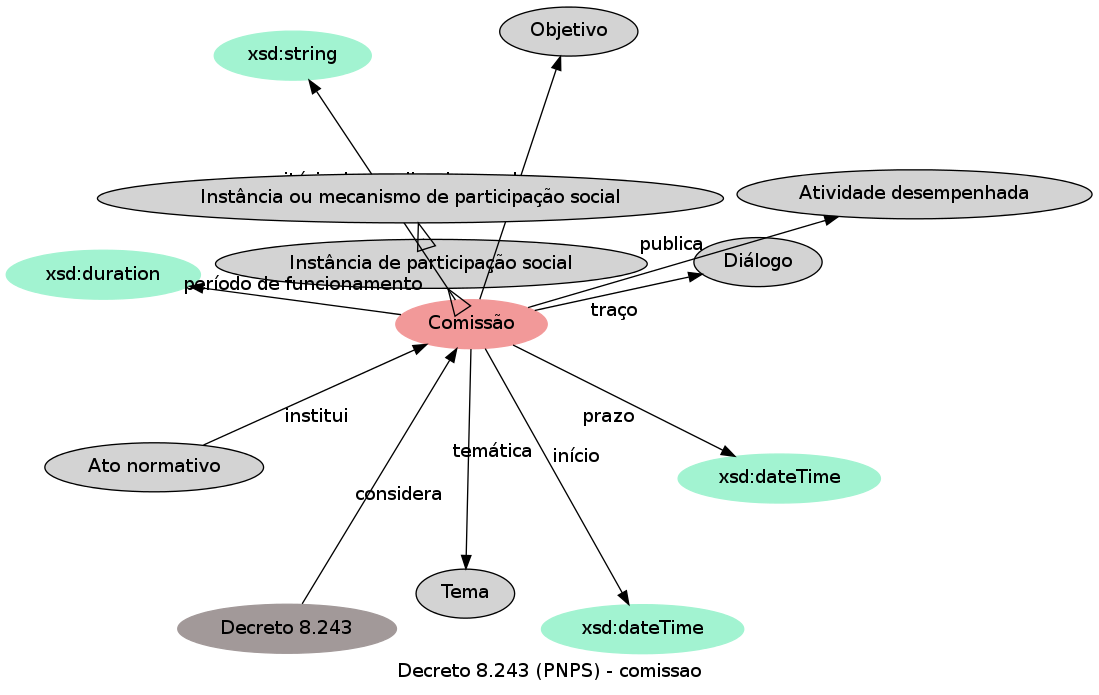 Objetivo
xsd:string
Instância ou mecanismo de participação social
Atividade desempenhada
publica
Instância de participação social
Diálogo
xsd:duration
período de funcionamento
traço
Comissão
institui
prazo
temática
início
Ato normativo
xsd:dateTime
considera
Tema
Decreto 8.243
xsd:dateTime
Decreto 8.243 (PNPS) - comissao